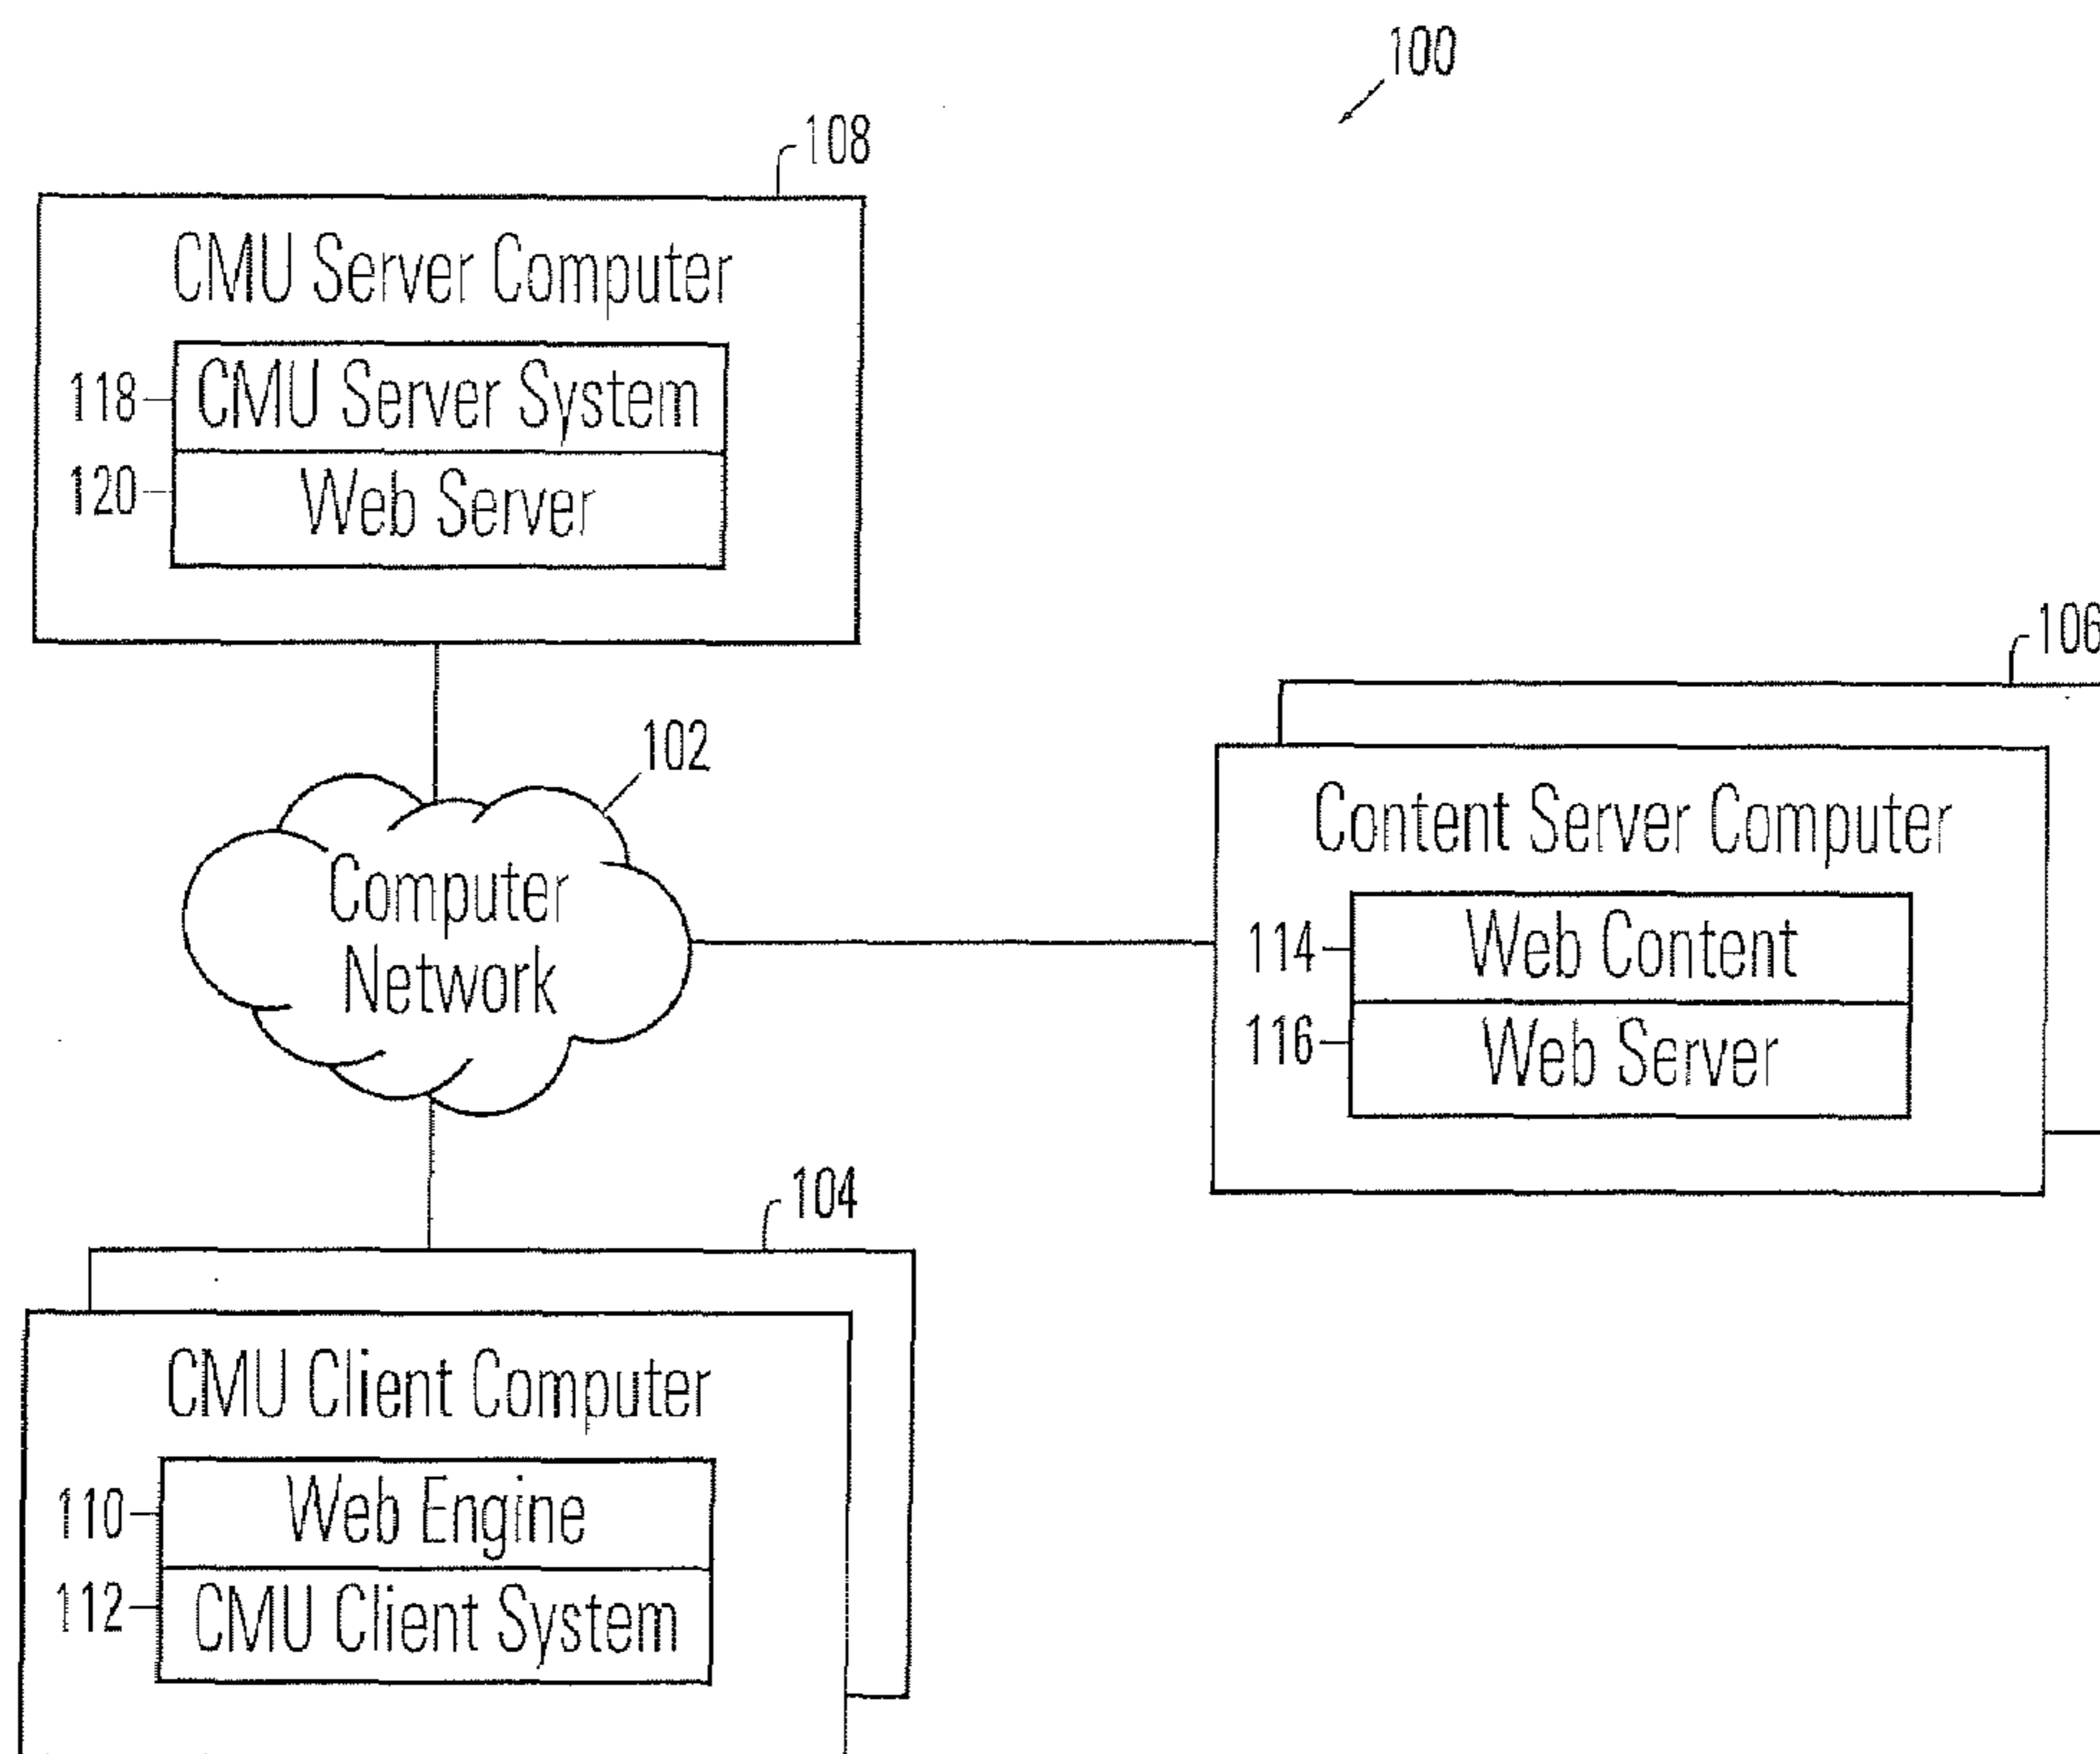 100
108
CMU Server Computer
118
CMU Server System
120
Web Server
106
102
Computer
Network
Content Server Computer
114
Web Content
116
Web Server
104
CMU Client Computer
110
Web Engine
112
CMU Client System